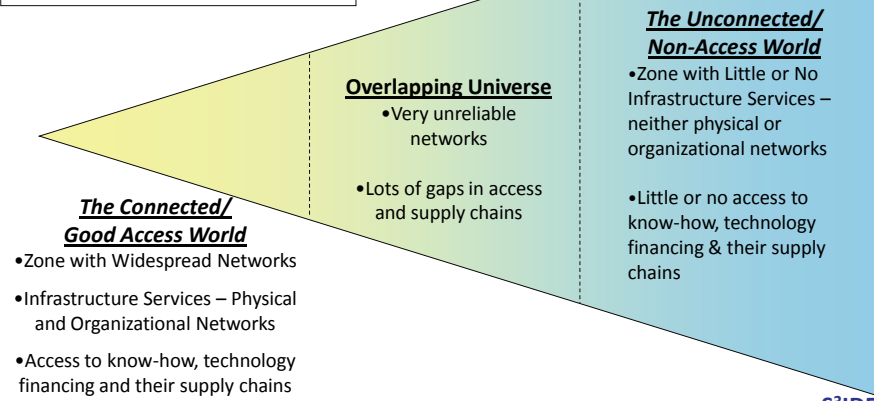 The Connected/
Good Access World
•Zone with Widespread Networks
•Infrastructure Services – Physical
and Organizational Networks
•Access to know-how, technology
financing and their supply chains
Overlapping Universe
•Very unreliable
networks
•Lots of gaps in access
and supply chains
The Unconnected/
Non-Access World
•Zone with Little or No
Infrastructure Services –
neither physical or
organizational networks
•Little or no access to
know-how, technology
financing & their supply
chains